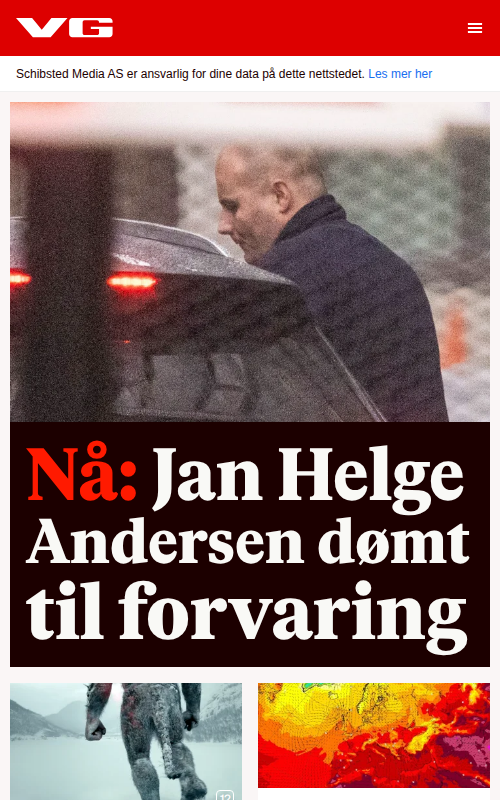 VG
Schibsted Media AS er ansvarlig for dine data på dette nettstedet. Les mer her
Nå: Jan Helge
Andersen dømt
til forvaring
12